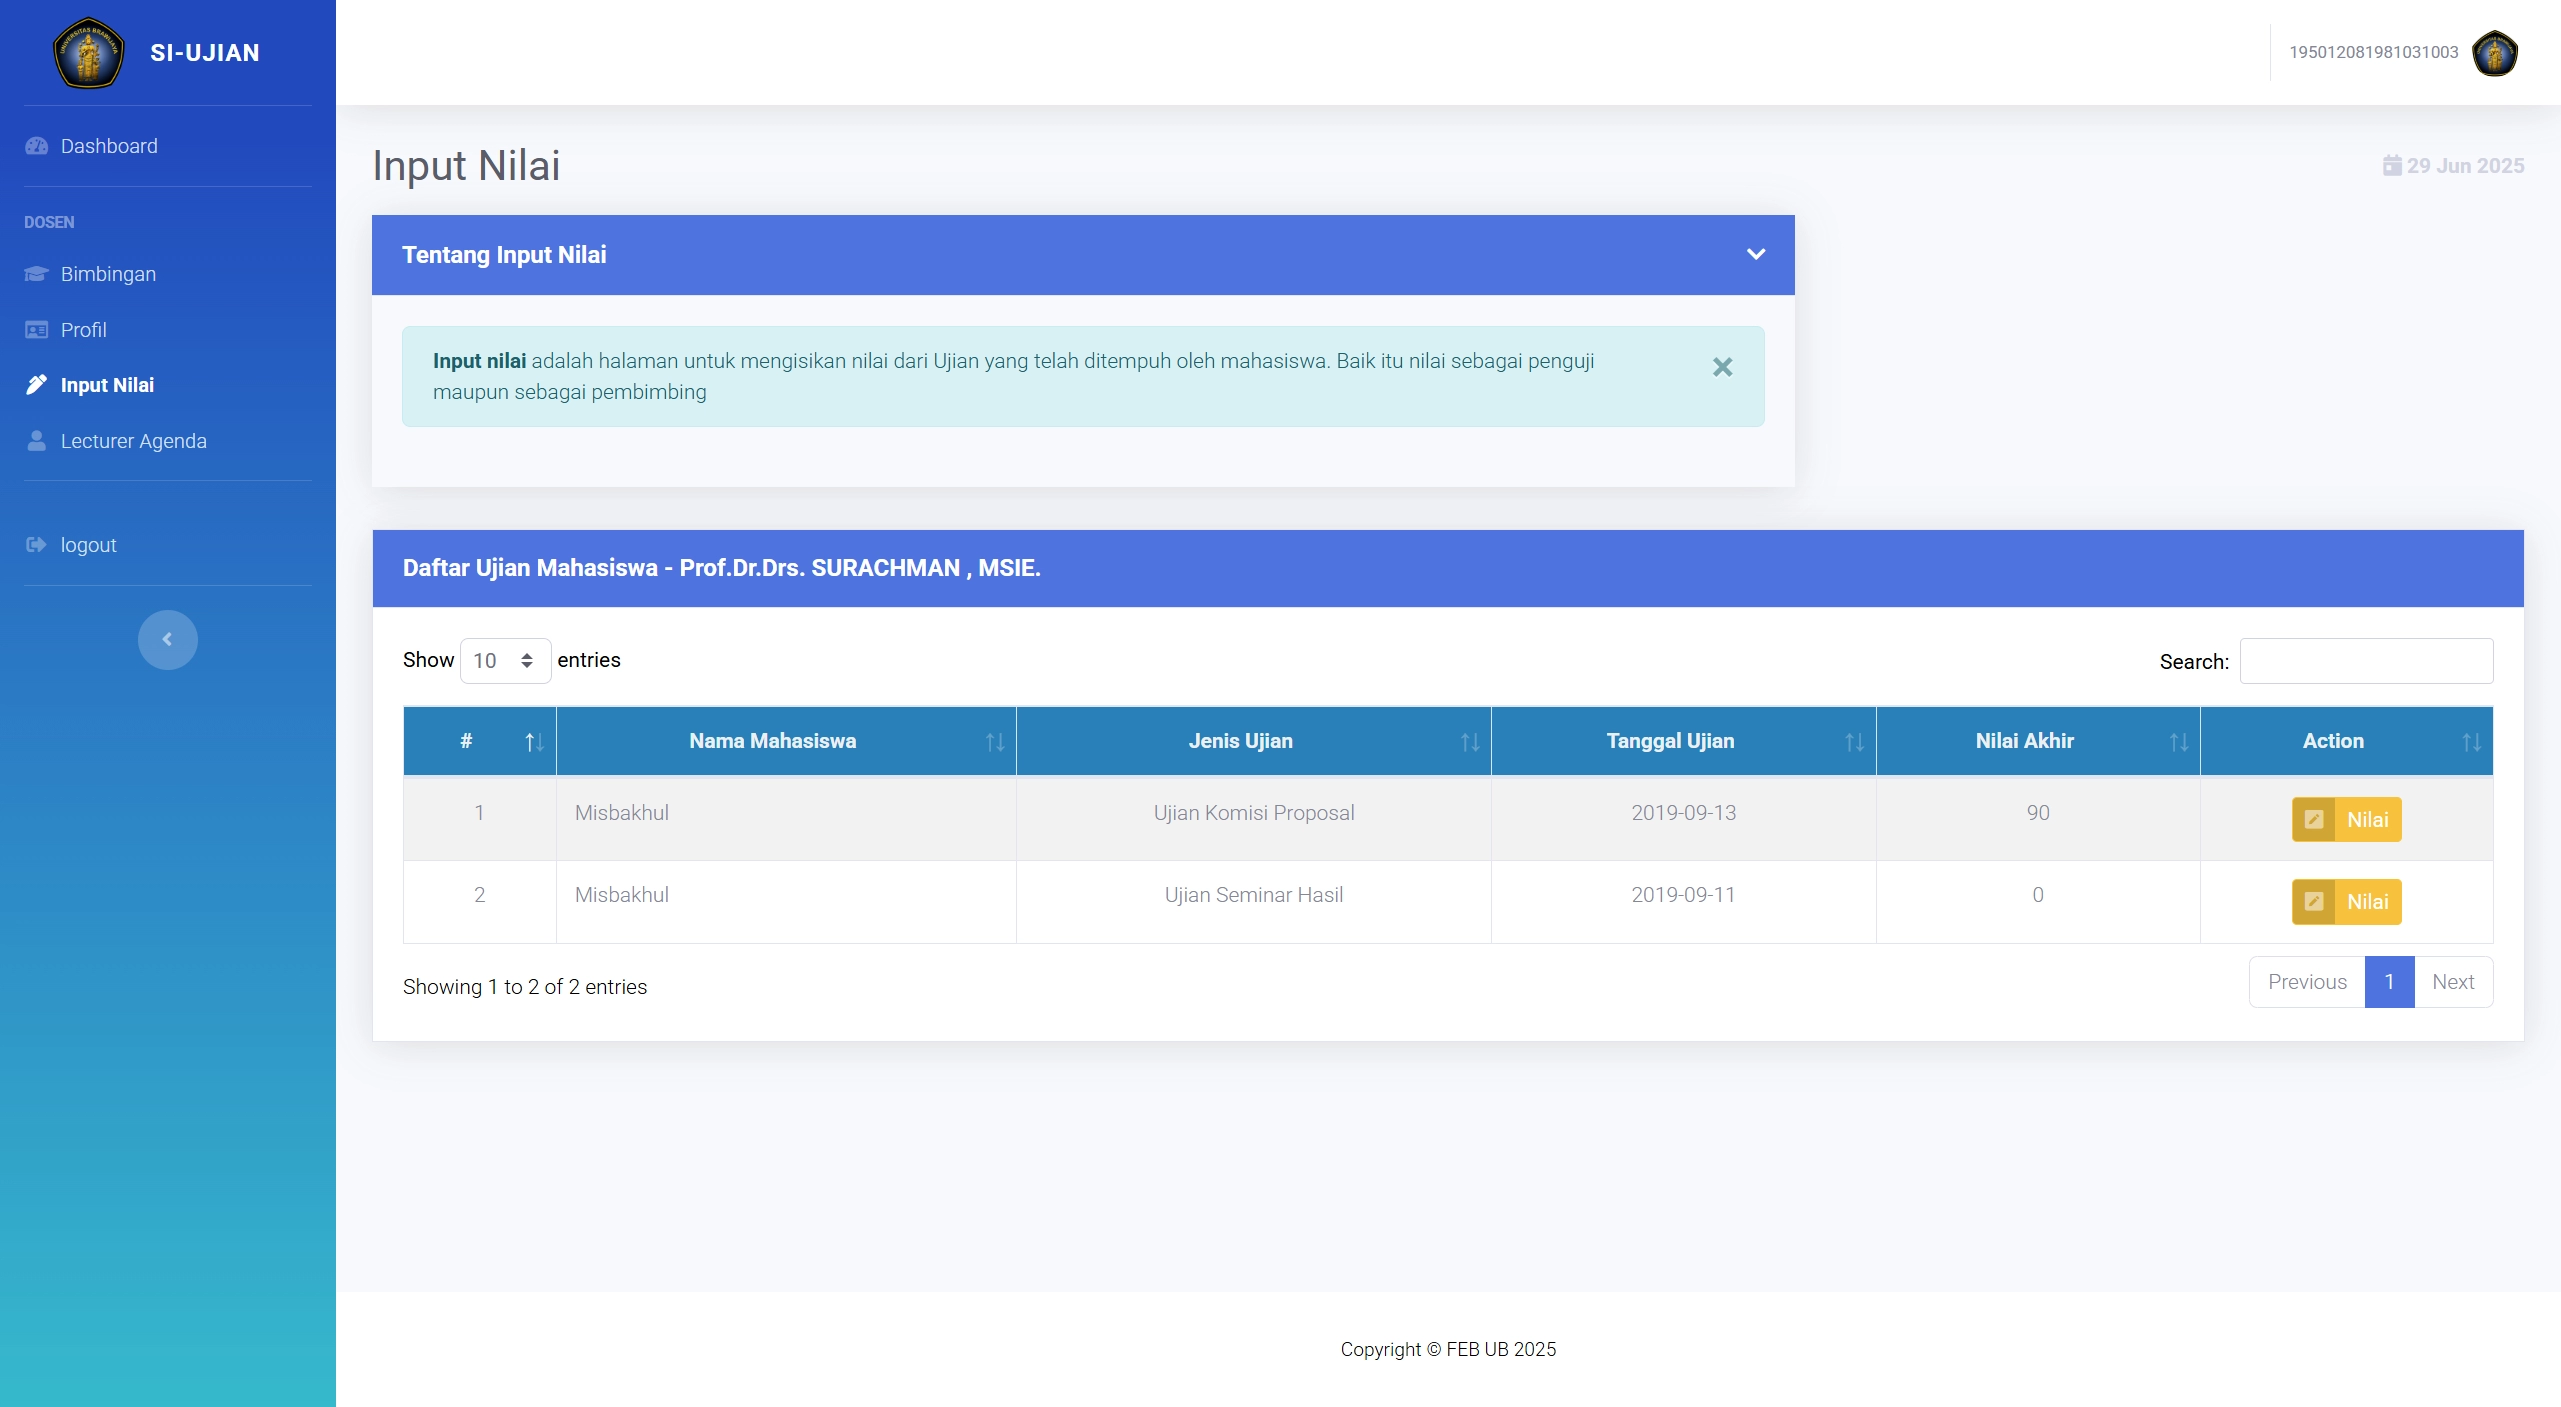 SI-UJIAN
195012081981031003
Dashboard
DOSEN
Bimbingan
Profil
Input Nilai
Lecturer Agenda
logout
Input Nilai
29 Jun 2025
Tentang Input Nilai
Input nilai adalah halaman untuk mengisikan nilai dari Ujian yang telah ditempuh oleh mahasiswa. Baik itu nilai sebagai penguji
maupun sebagai pembimbing
Daftar Ujian Mahasiswa - Prof.Dr.Drs. SURACHMAN , MSIE.
Show 10 entries
Search:
# Nama Mahasiswa Jenis Ujian Tanggal Ujian Nilai Akhir Action
1 Misbakhul Ujian Komisi Proposal 2019-09-13 90 Nilai
2 Misbakhul Ujian Seminar Hasil 2019-09-11 0 Nilai
Showing 1 to 2 of 2 entries
Previous 1 Next
Copyright © FEB UB 2025